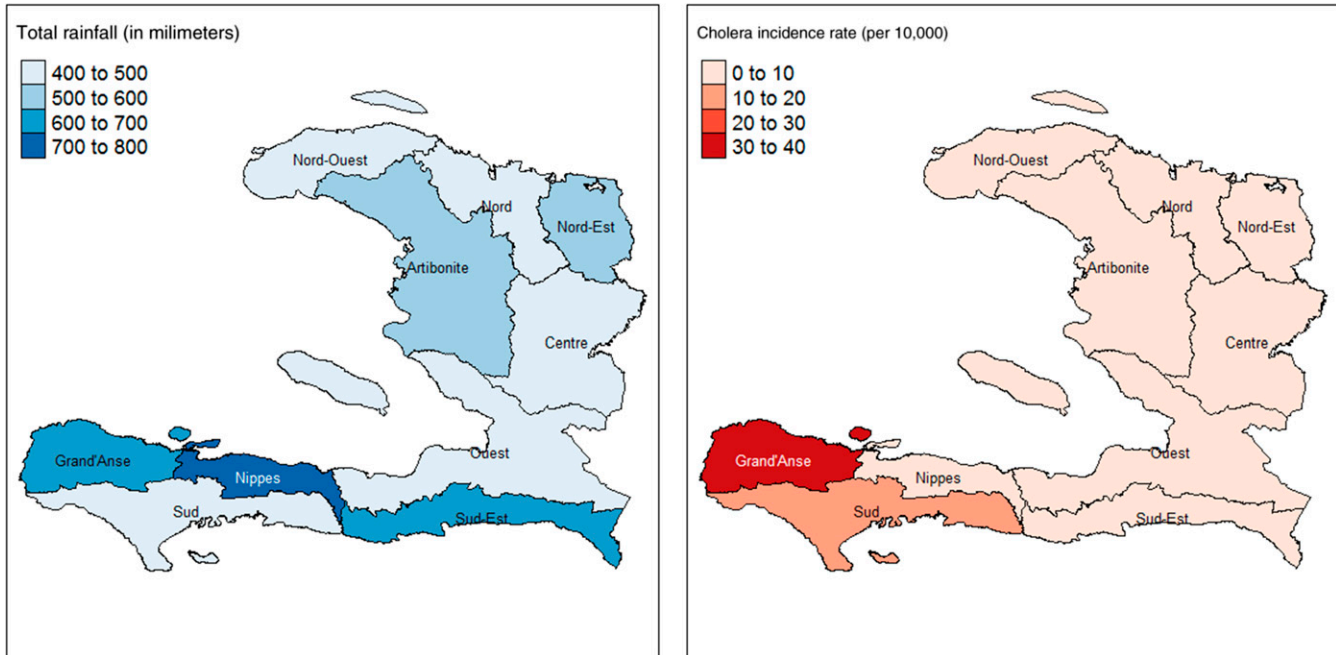 Total rainfall (in milimeters)
400 to 500
500 to 600
600 to 700
700 to 800
Nord-Ouest
Nord
Nord-Est
Artibonite
Centre
Ouest
Grand'Anse
Nippes
Sud
Sud-Est
Cholera incidence rate (per 10,000)
0 to 10
10 to 20
20 to 30
30 to 40
Nord-Ouest
Nord
Nord-Est
Artibonite
Centre
Ouest
Grand'Anse
Nippes
Sud
Sud-Est